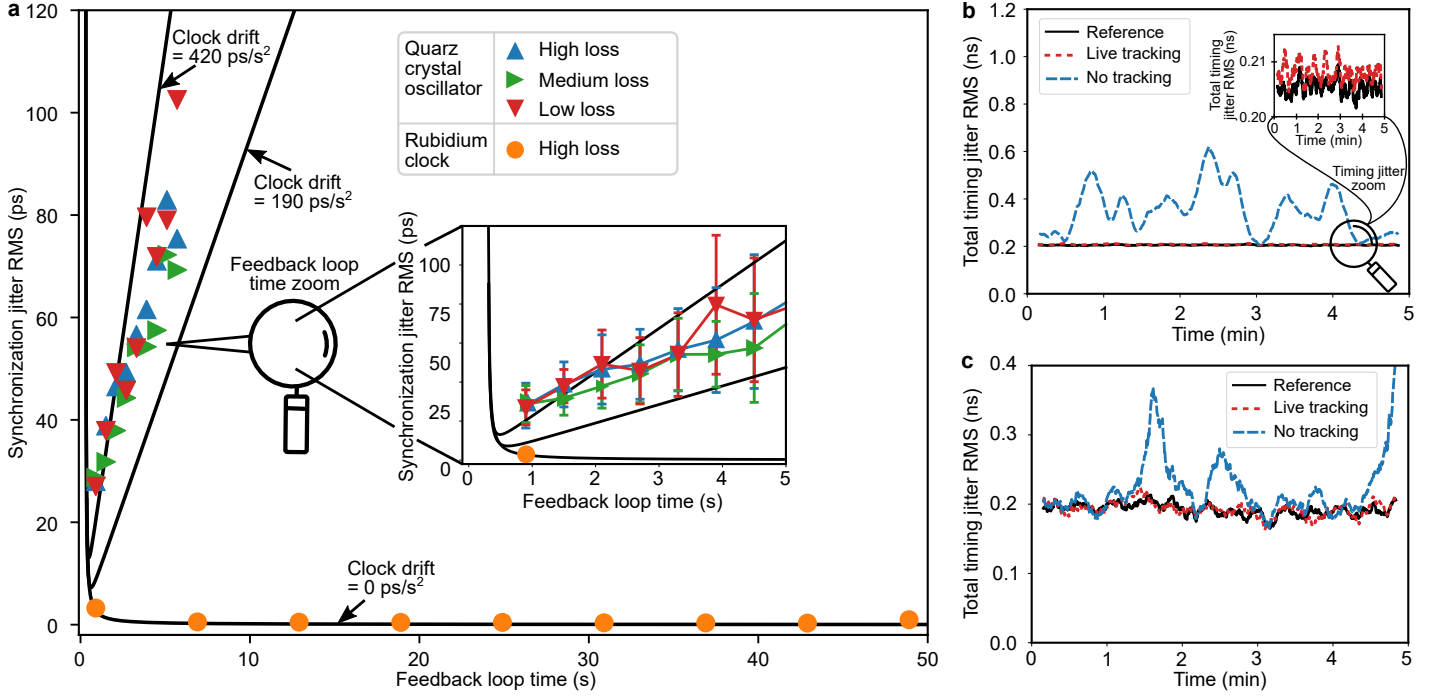 a
120
100
80
60
40
20
0
Synchronization jitter RMS (ps)
0
10
20
30
40
50
Feedback loop time (s)
Clock drift
= 420 ps/s²
Clock drift
= 190 ps/s²
Clock drift
= 0 ps/s²
Quarz
crystal
oscillator
High loss
Medium loss
Low loss
Rubidium
clock
High loss
Feedback loop
time zoom
Synchronization jitter RMS (ps)
100
75
50
25
0
0
1
2
3
4
5
Feedback loop time (s)
b
Total timing jitter RMS (ns)
1.2
1.0
0.8
0.6
0.4
0.2
0.0
0
1
2
3
4
5
Time (min)
Reference
Live tracking
No tracking
Total timing
jitter RMS (ns)
0.21
0.20
0
1
2
3
4
5
Time (min)
Timing jitter
zoom
c
Total timing jitter RMS (ns)
0.4
0.3
0.2
0.1
0.0
0
1
2
3
4
5
Time (min)
Reference
Live tracking
No tracking